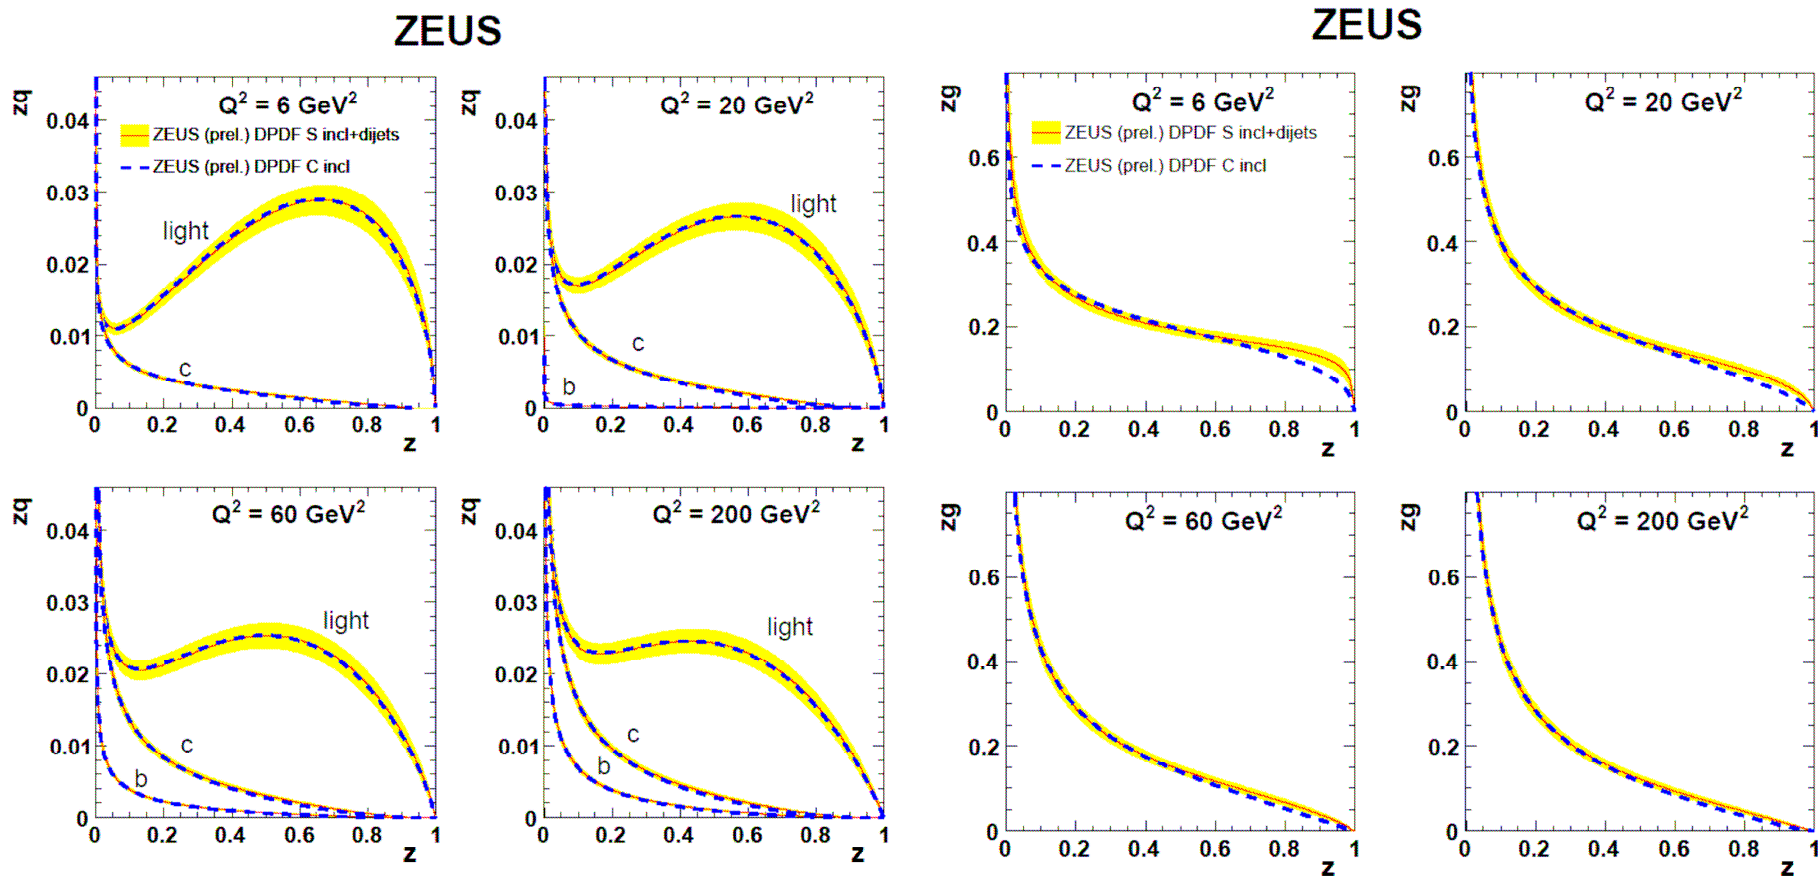 ZEUS
zq
Q² = 6 GeV²
ZEUS (prel.) DPDF S incl+dijets
ZEUS (prel.) DPDF C incl
light
c
0.04
0.03
0.02
0.01
0
0 0.2 0.4 0.6 0.8 1
z
zq
Q² = 20 GeV²
light
c
b
0.04
0.03
0.02
0.01
0
0 0.2 0.4 0.6 0.8 1
z
zq
Q² = 60 GeV²
light
c
b
0.04
0.03
0.02
0.01
0
0 0.2 0.4 0.6 0.8 1
z
zq
Q² = 200 GeV²
light
c
b
0.04
0.03
0.02
0.01
0
0 0.2 0.4 0.6 0.8 1
z
ZEUS
zg
Q² = 6 GeV²
ZEUS (prel.) DPDF S incl+dijets
ZEUS (prel.) DPDF C incl
0.6
0.4
0.2
0
0 0.2 0.4 0.6 0.8 1
z
zg
Q² = 20 GeV²
0.6
0.4
0.2
0
0 0.2 0.4 0.6 0.8 1
z
zg
Q² = 60 GeV²
0.6
0.4
0.2
0
0 0.2 0.4 0.6 0.8 1
z
zg
Q² = 200 GeV²
0.6
0.4
0.2
0
0 0.2 0.4 0.6 0.8 1
z